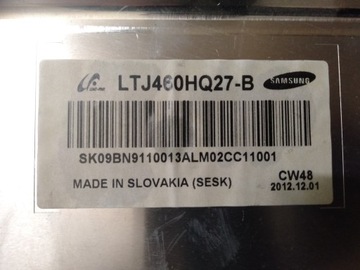 LTJ460HQ27-B
SAMSUNG
SK09BN9110013ALM02CC11001
MADE IN SLOVAKIA (SESK)
CW48
2012.12.01